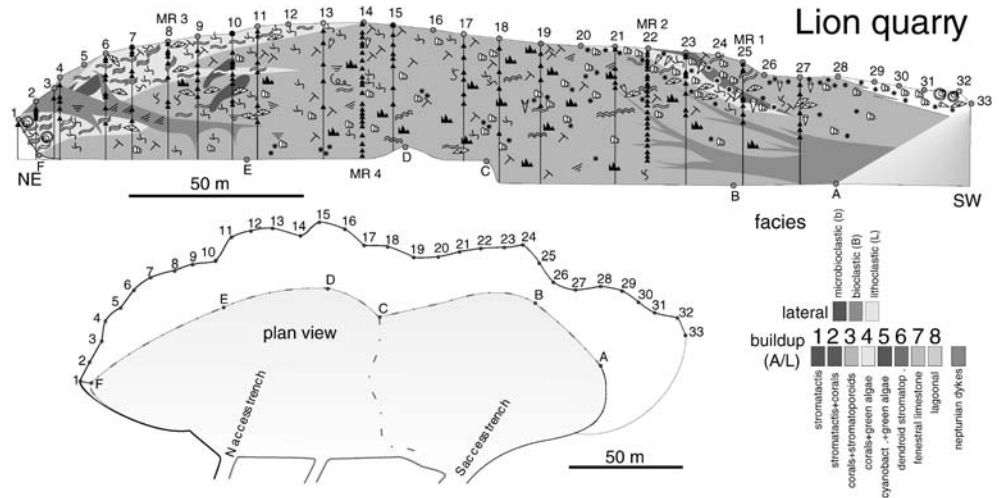 Lion quarry
1 2 3 4 5 6 7 8 9 10 11 12 13 14 15 16 17 18 19 20 21 22 23 24 25 26 27 28 29 30 31 32 33
MR 3 MR 2 MR 1
F E D C B A
NE MR 4 SW
50 m
1 2 3 4 5 6 7 8 9 10 11 12 13 14 15 16 17 18 19 20 21 22 23 24 25 26 27 28 29 30 31 32 33
F E D C B A
plan view
N access trench
S access trench
50 m
facies
microbioclastic (b)
bioclastic (B)
lithoclastic (L)
lateral
buildup 1 2 3 4 5 6 7 8
(A/L)
stromatactis
stromatactis+corals
corals+stromatoporoids
corals+green algae
cyanobact .+green algae
dendroid stromatop .
fenestral limestone
lagoonal
neptunian dykes